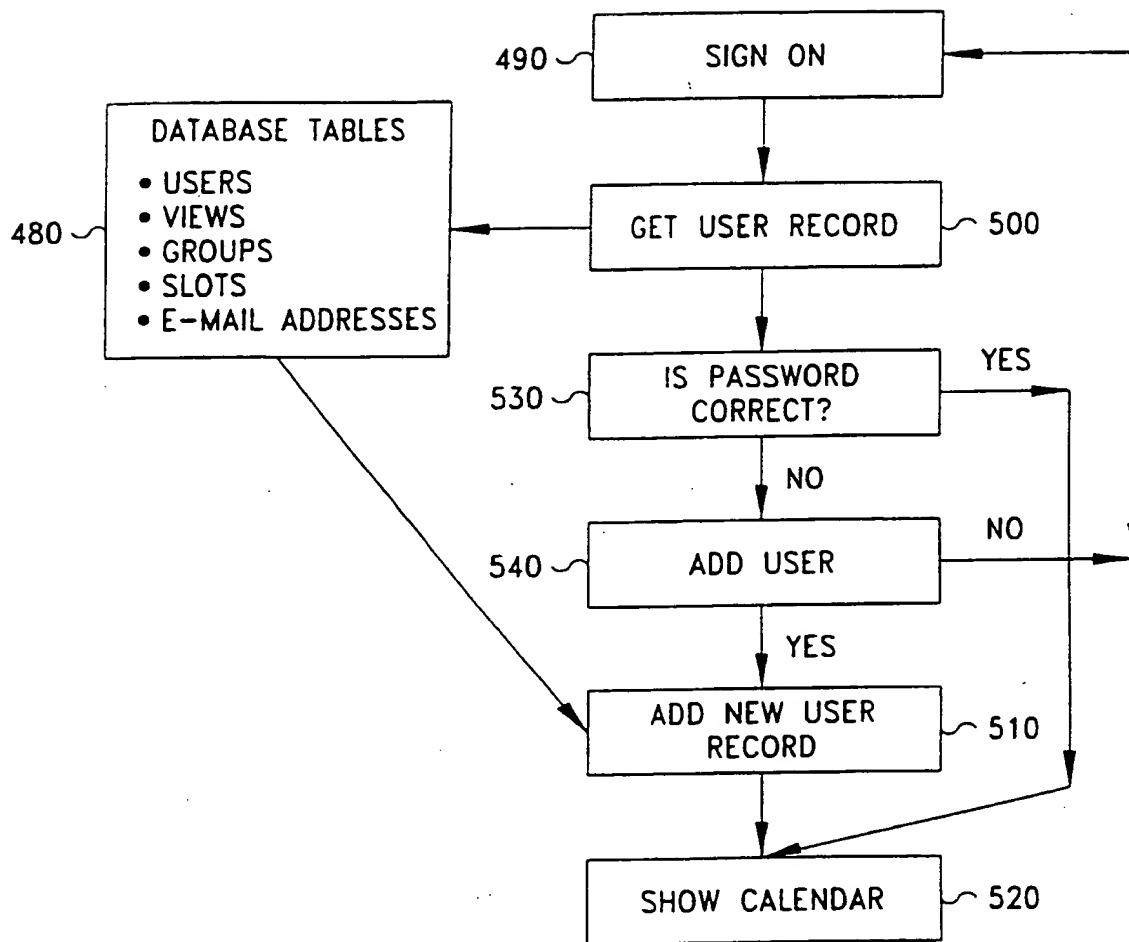 490
SIGN ON
DATABASE TABLES
• USERS
• VIEWS
• GROUPS
• SLOTS
• E-MAIL ADDRESSES
480
GET USER RECORD
500
530
IS PASSWORD
CORRECT?
YES
NO
540
ADD USER
NO
YES
ADD NEW USER
RECORD
510
SHOW CALENDAR
520